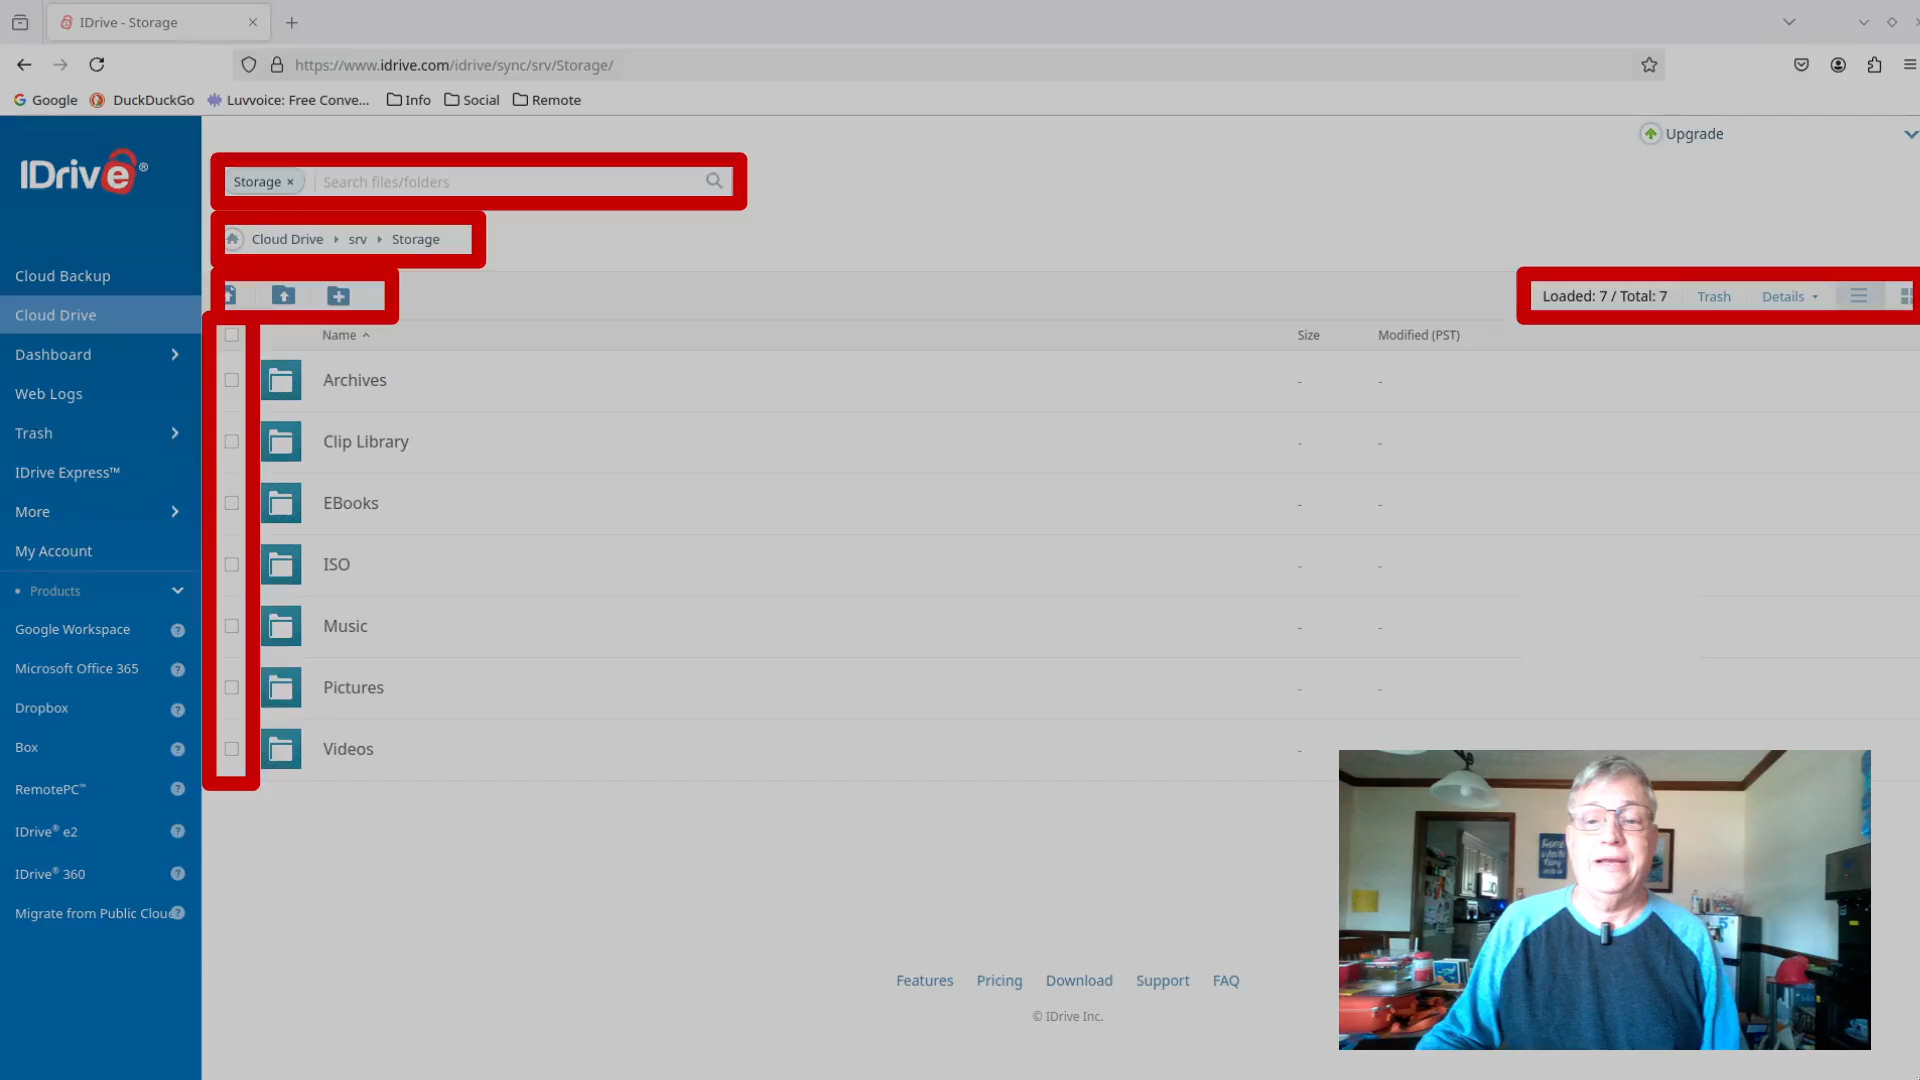 IDrive - Storage
https://www.idrive.com/idrive/sync/srv/Storage/
Google
DuckDuckGo
Luvvoice: Free Conve...
Info
Social
Remote
IDrive®
Upgrade
Storage ×
Search files/folders
Cloud Drive
srv
Storage
Loaded: 7 / Total: 7
Trash
Details
Name
Size
Modified (PST)
Archives - -
Clip Library - -
EBooks - -
ISO - -
Music - -
Pictures - -
Videos -
Cloud Backup
Cloud Drive
Dashboard
Web Logs
Trash
IDrive Express™
More
My Account
Products
Google Workspace
Microsoft Office 365
Dropbox
Box
RemotePC™
IDrive® e2
IDrive® 360
Migrate from Public Cloud
Features
Pricing
Download
Support
FAQ
© IDrive Inc.
Home